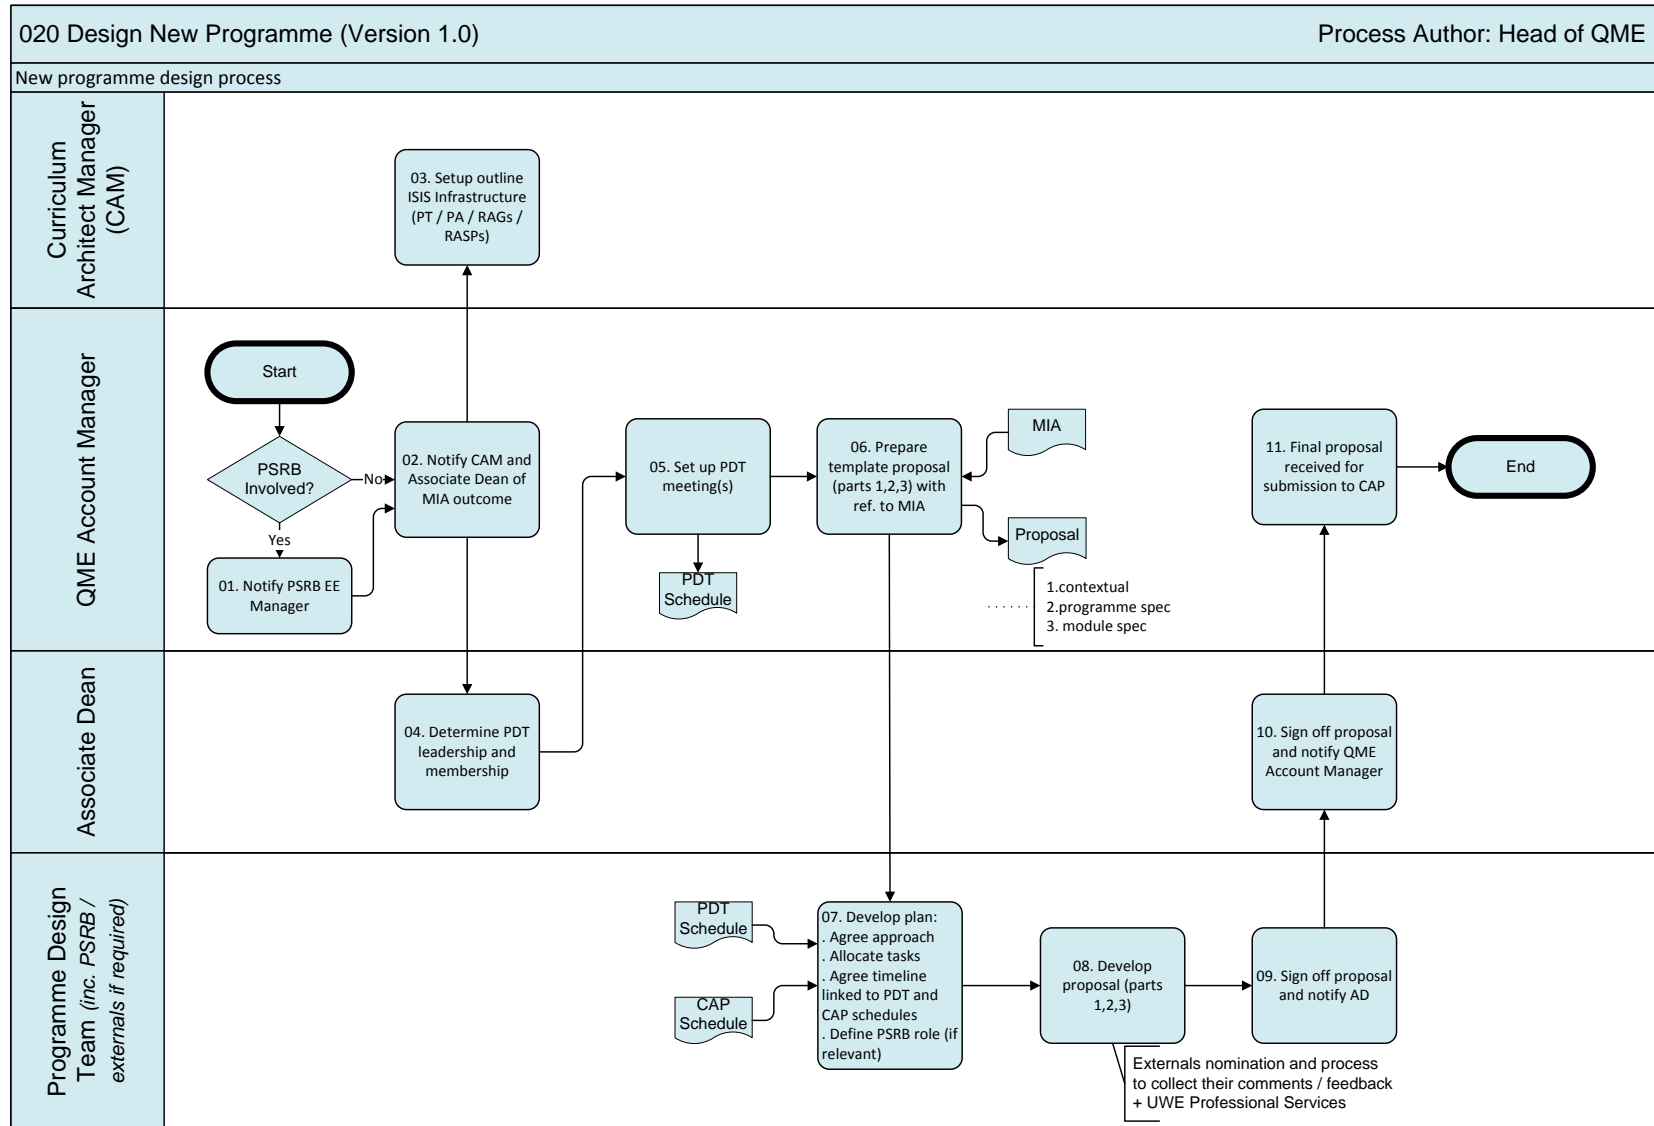 020 Design New Programme (Version 1.0)
Process Author: Head of QME
New programme design process
Curriculum
Architect Manager
(CAM)
03. Setup outline
ISIS Infrastructure
(PT / PA / RAGs /
RASPs)
QME Account Manager
Start
PSRB
Involved?
No
Yes
01. Notify PSRB EE
Manager
02. Notify CAM and
Associate Dean of
MIA outcome
05. Set up PDT
meeting(s)
PDT
Schedule
06. Prepare
template proposal
(parts 1,2,3) with
ref. to MIA
MIA
Proposal
1.contextual
2.programme spec
3. module spec
11. Final proposal
received for
submission to CAP
End
Associate Dean
04. Determine PDT
leadership and
membership
10. Sign off proposal
and notify QME
Account Manager
Programme Design
Team (inc. PSRB /
externals if required)
PDT
Schedule
CAP
Schedule
07. Develop plan:
. Agree approach
. Allocate tasks
. Agree timeline
linked to PDT and
CAP schedules
. Define PSRB role (if
relevant)
08. Develop
proposal (parts
1,2,3)
Externals nomination and process
to collect their comments / feedback
+ UWE Professional Services
09. Sign off proposal
and notify AD